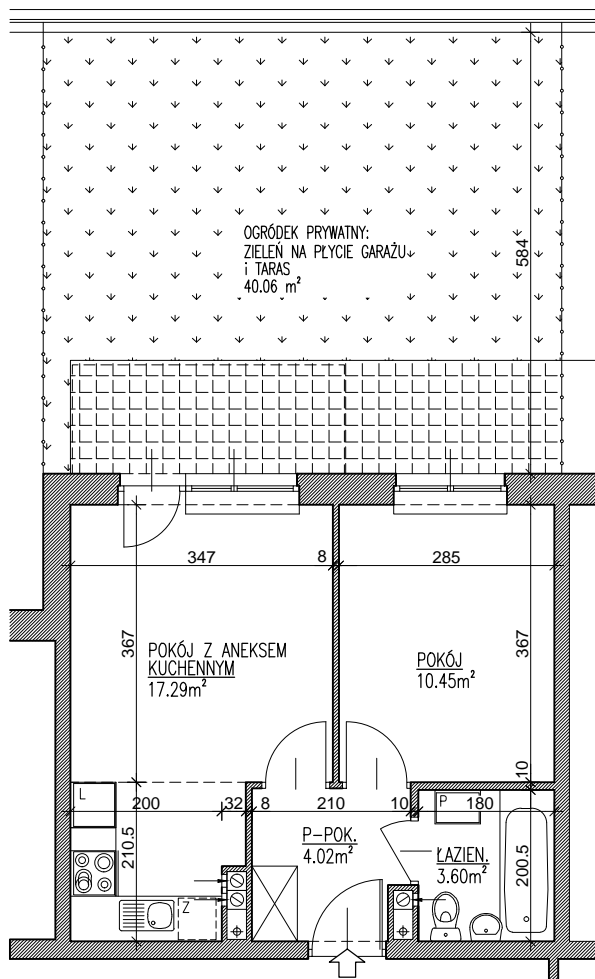 OGRÓDEK PRYWATNY:
ZIELEŃ NA PŁYCIE GARAŻU
i TARAS
40.06 m²
584
347
8
285
367
POKÓJ Z ANEKSEM
KUCHENNYM
17.29m²
POKÓJ
10.45m²
367
10
L
200
32
8
210
10
P
180
210.5
P-POK.
4.02m²
ŁAZIEN.
3.60m²
200.5
Z